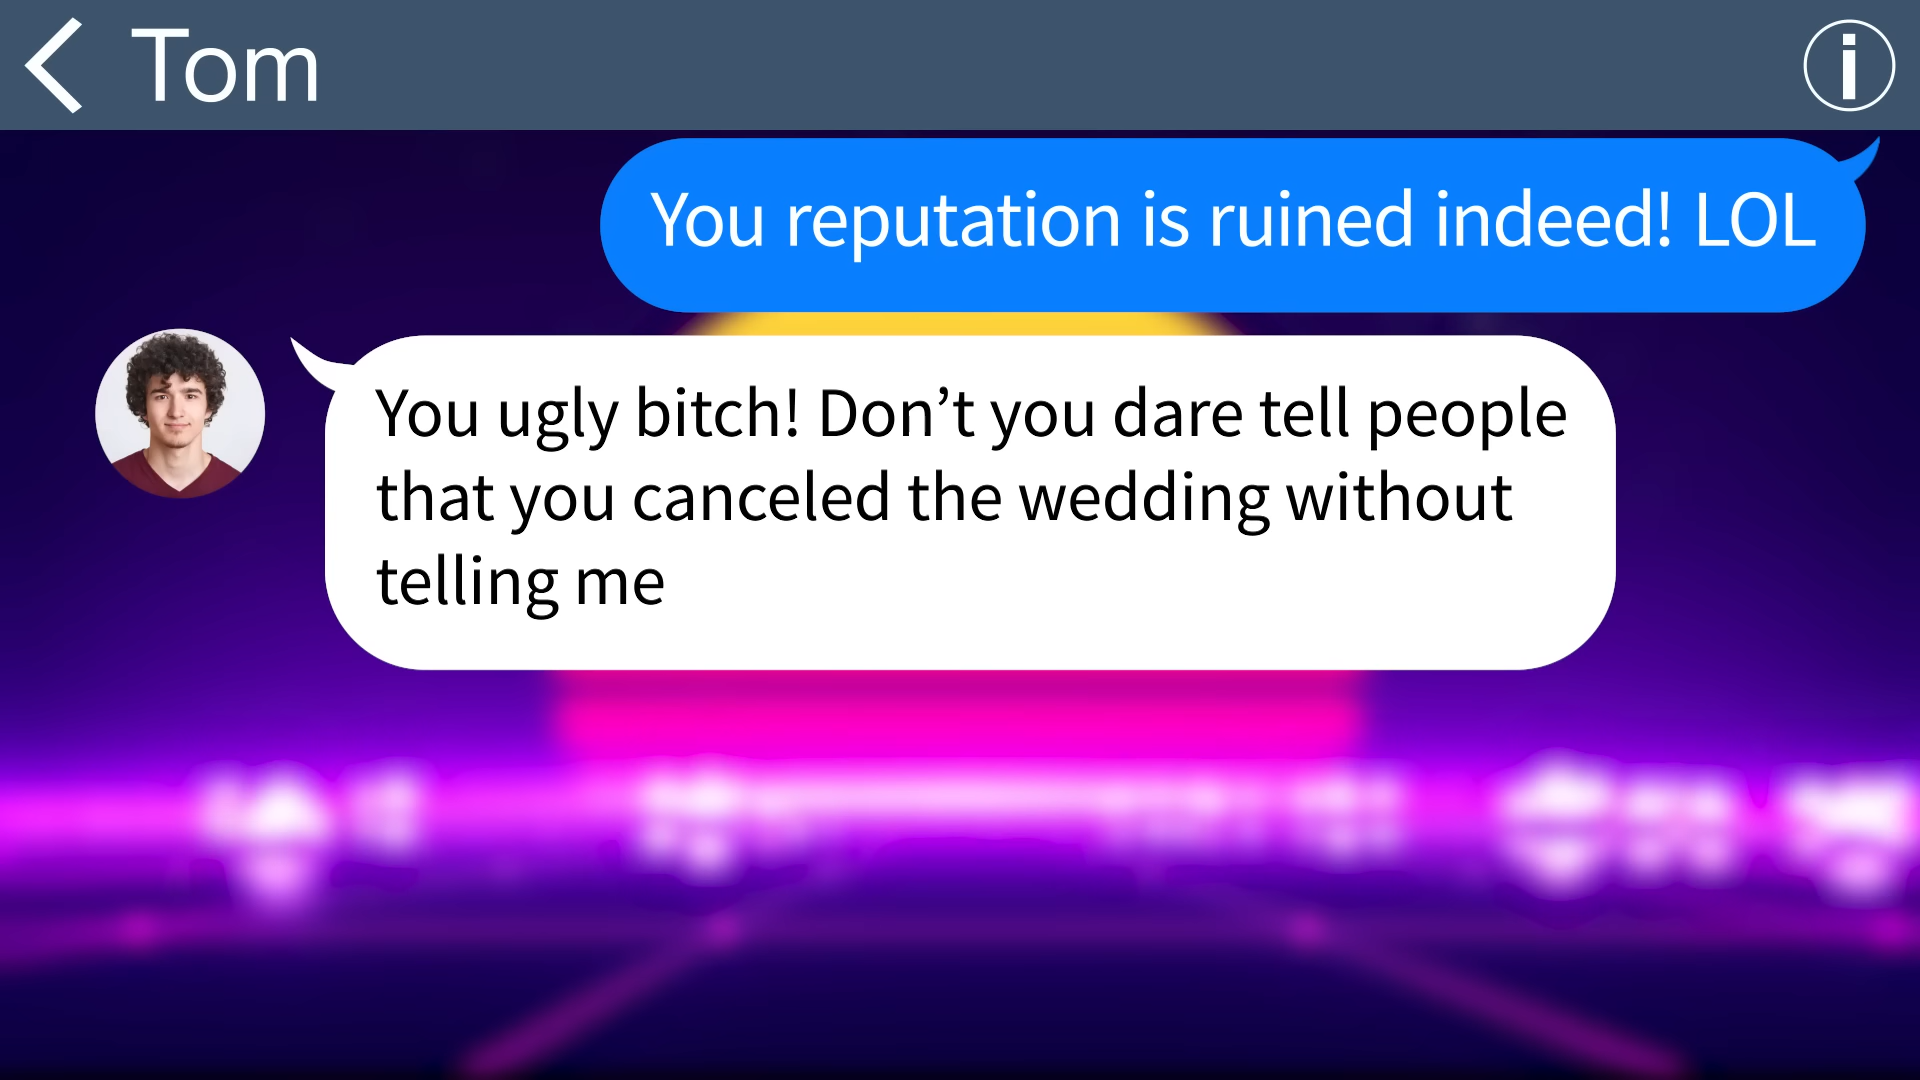 Tom
You reputation is ruined indeed! LOL
You ugly bitch! Don’t you dare tell people
that you canceled the wedding without
telling me